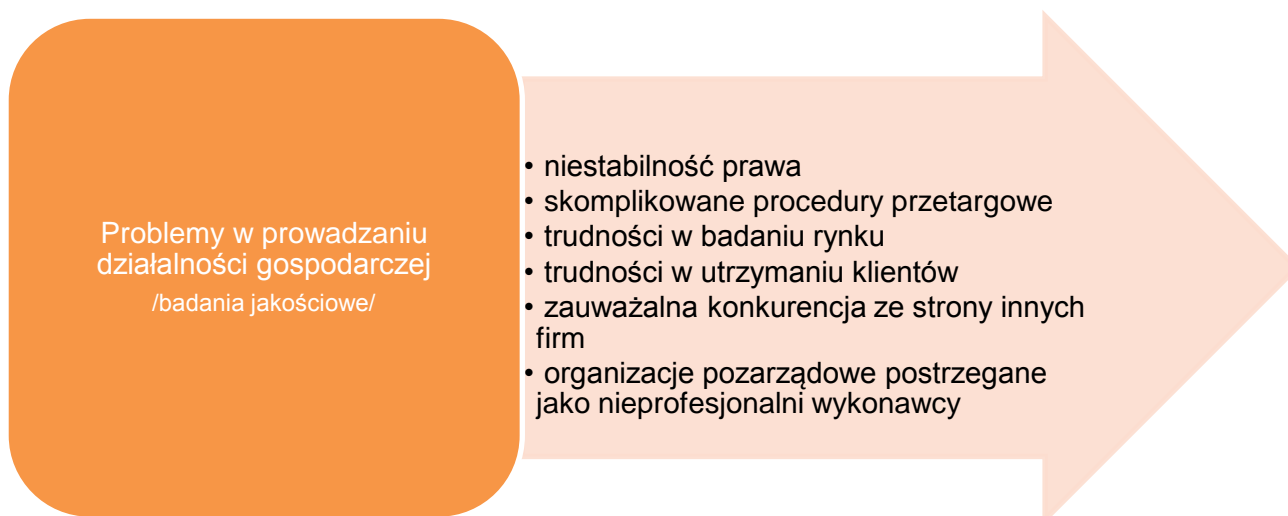 Problemy w prowadzaniu
działalności gospodarczej
/badania jakościowe/
• niestabilność prawa
• skomplikowane procedury przetargowe
• trudności w badaniu rynku
• trudności w utrzymaniu klientów
• zauważalna konkurencja ze strony innych
firm
• organizacje pozarządowe postrzegane
jako nieprofesjonalni wykonawcy